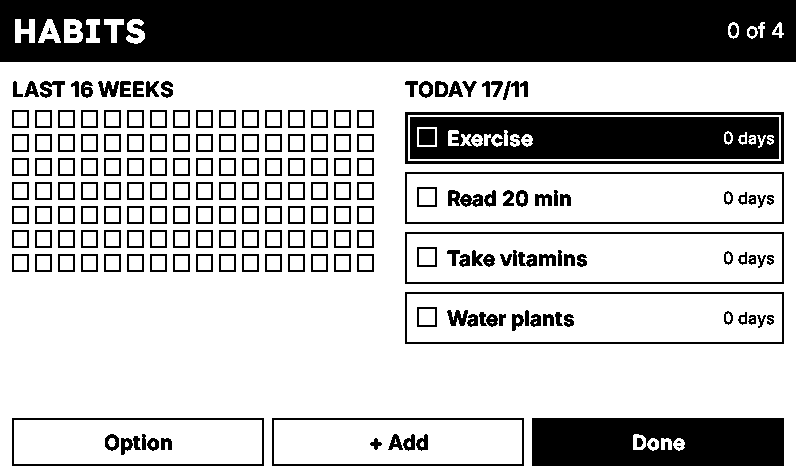 HABITS
0 of 4
LAST 16 WEEKS
TODAY 17/11
Exercise 0 days
Read 20 min 0 days
Take vitamins 0 days
Water plants 0 days
Option
+ Add
Done